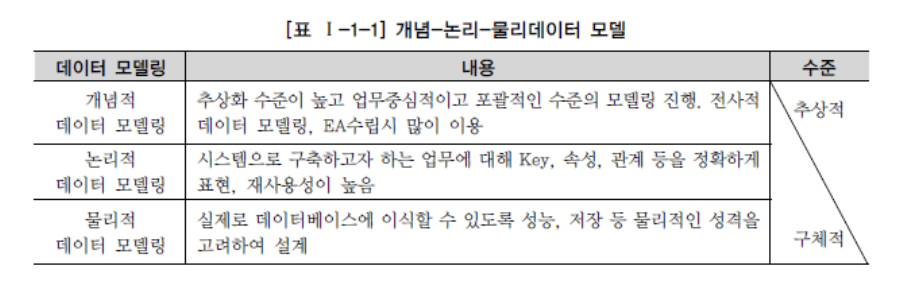 [표 Ⅰ-1-1] 개념-논리-물리데이터 모델
데이터 모델링 내용 수준
개념적
데이터 모델링
추상화 수준이 높고 업무중심적이고 포괄적인 수준의 모델링 진행. 전사적
데이터 모델링, EA수립시 많이 이용
추상적
논리적
데이터 모델링
시스템으로 구축하고자 하는 업무에 대해 Key, 속성, 관계 등을 정확하게
표현, 재사용성이 높음
물리적
데이터 모델링
실제로 데이터베이스에 이식할 수 있도록 성능, 저장 등 물리적인 성격을
고려하여 설계
구체적